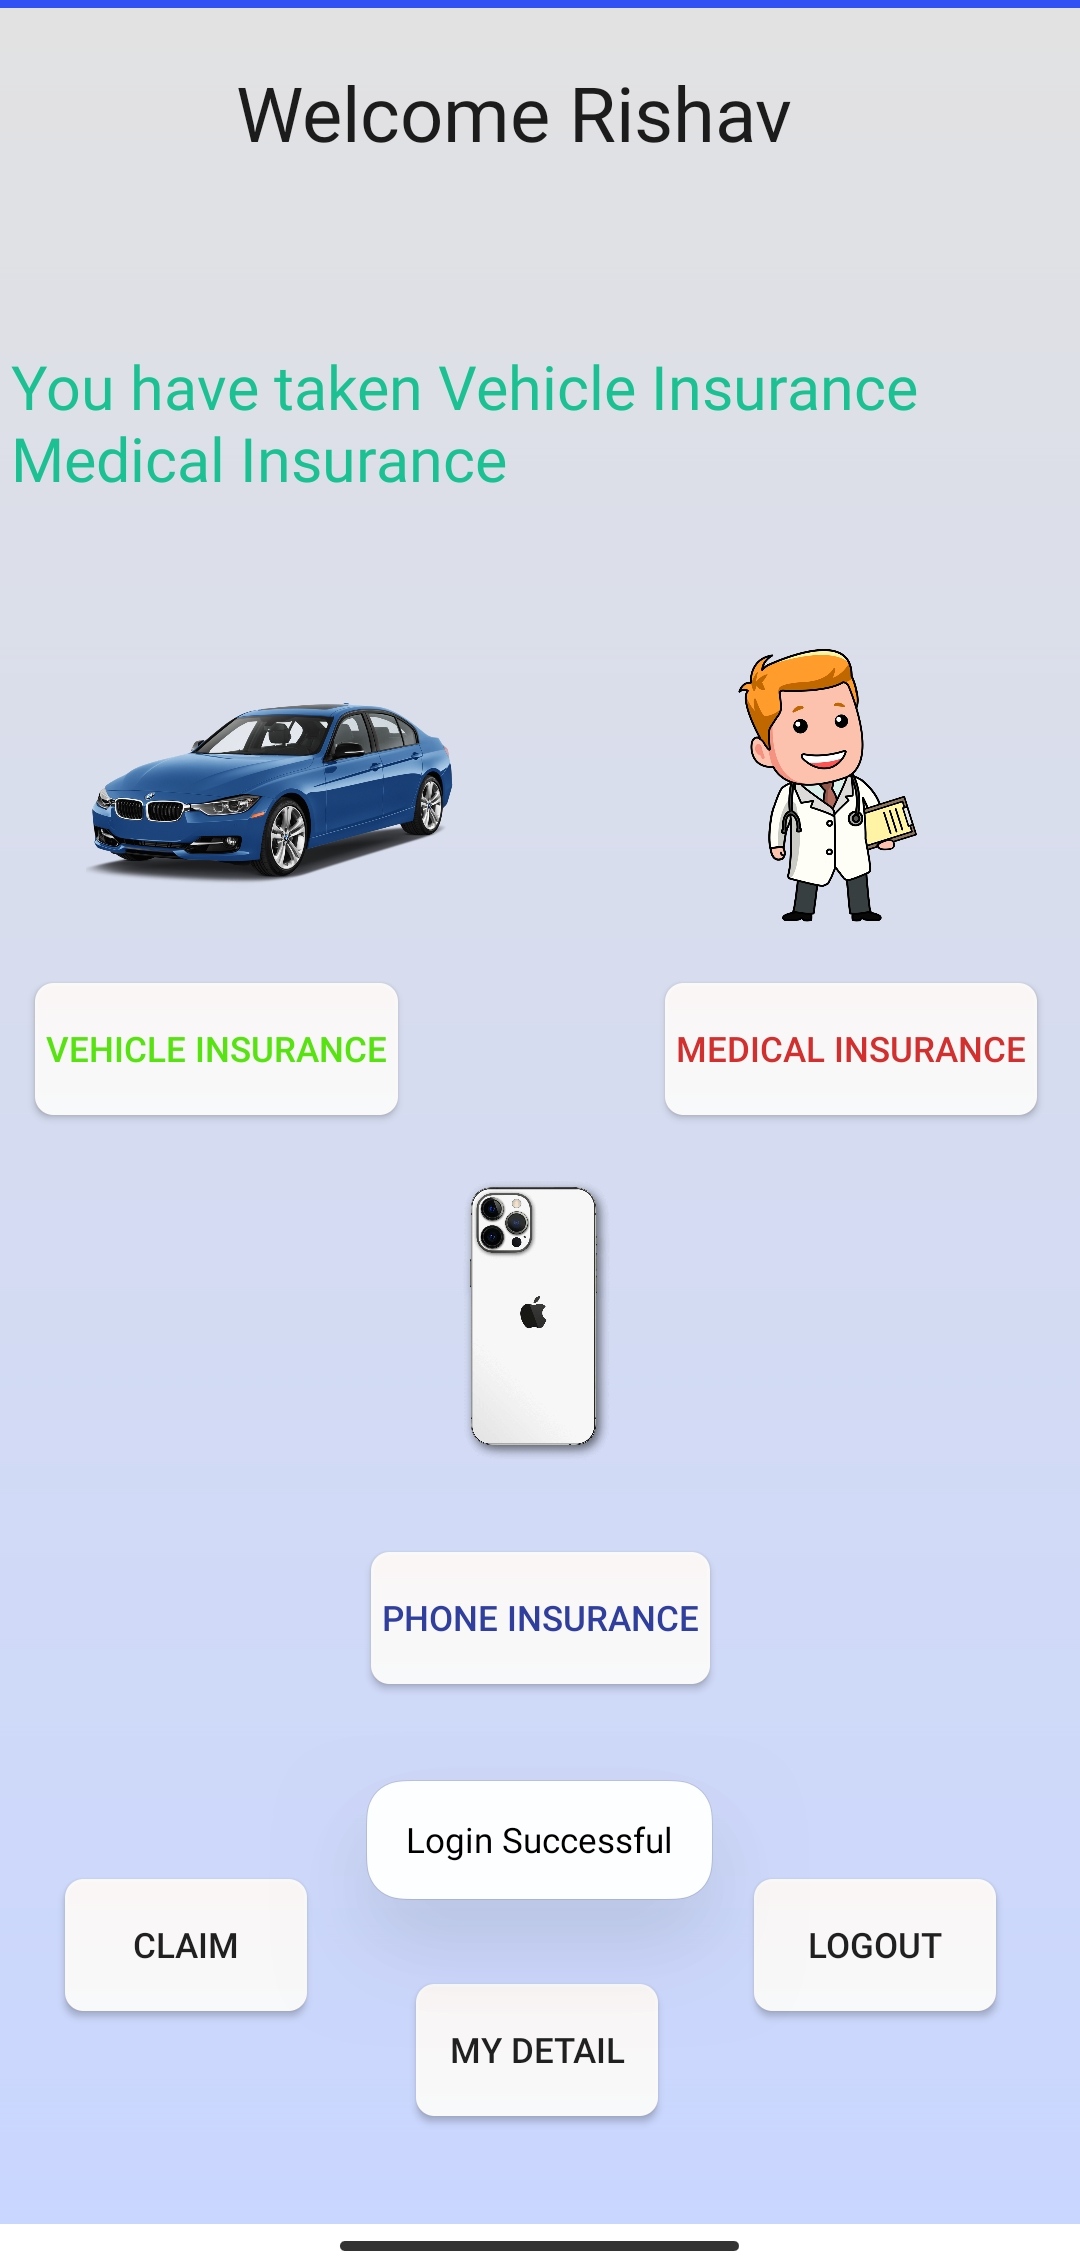 Welcome Rishav
You have taken Vehicle Insurance
Medical Insurance
VEHICLE INSURANCE
MEDICAL INSURANCE
PHONE INSURANCE
Login Successful
CLAIM
LOGOUT
MY DETAIL